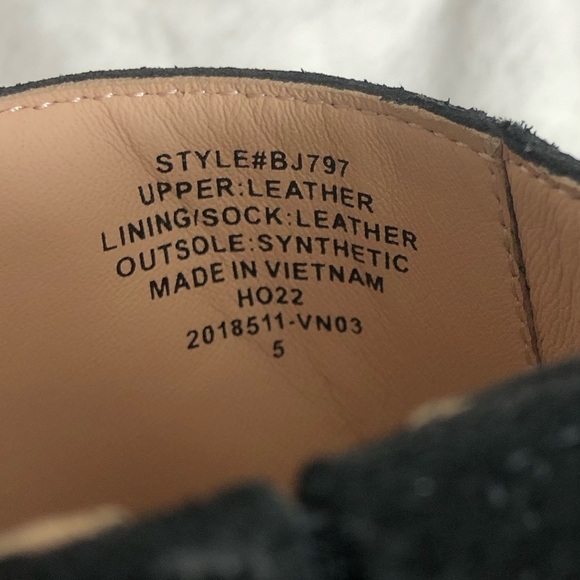 STYLE#BJ797
UPPER:LEATHER
LINING/SOCK:LEATHER
OUTSOLE:SYNTHETIC
MADE IN VIETNAM
HO22
2018511-VN03
5